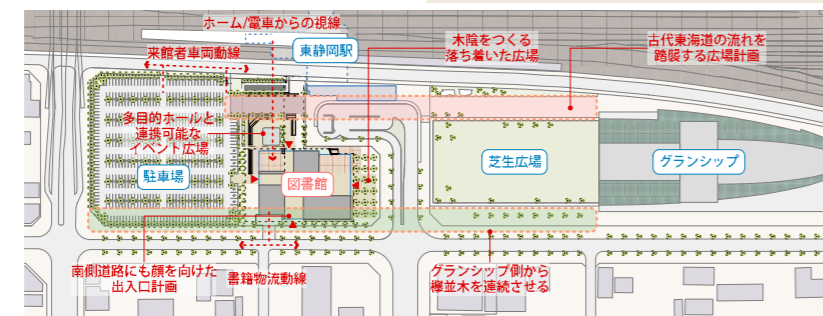 ホーム/電車からの視線
来館者車両動線
東静岡駅
木陰をつくる
落ち着いた広場
古代東海道の流れを
踏襲する広場計画
多目的ホールと
連携可能な
イベント広場
駐車場
図書館
芝生広場
グランシップ
南側道路にも顔を向けた
出入口計画
書籍物流動線
グランシップ側から
欅並木を連続させる